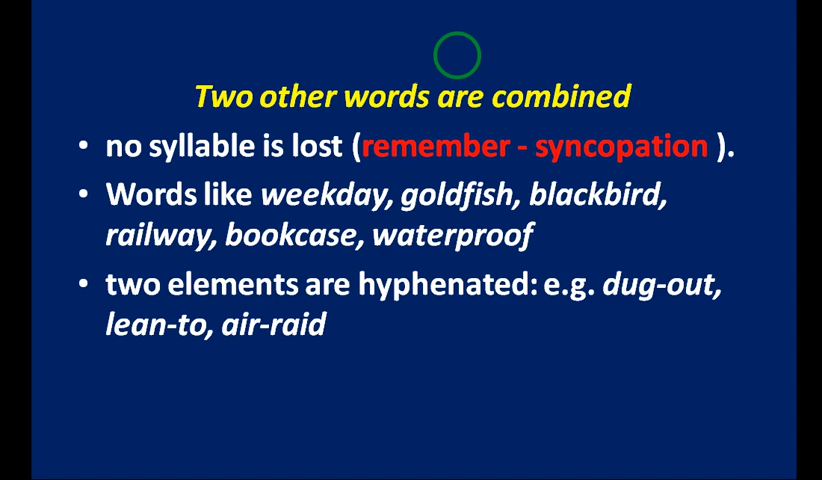 Two other words are combined
• no syllable is lost (remember - syncopation ).
• Words like weekday, goldfish, blackbird,
railway, bookcase, waterproof
• two elements are hyphenated: e.g. dug-out,
lean-to, air-raid